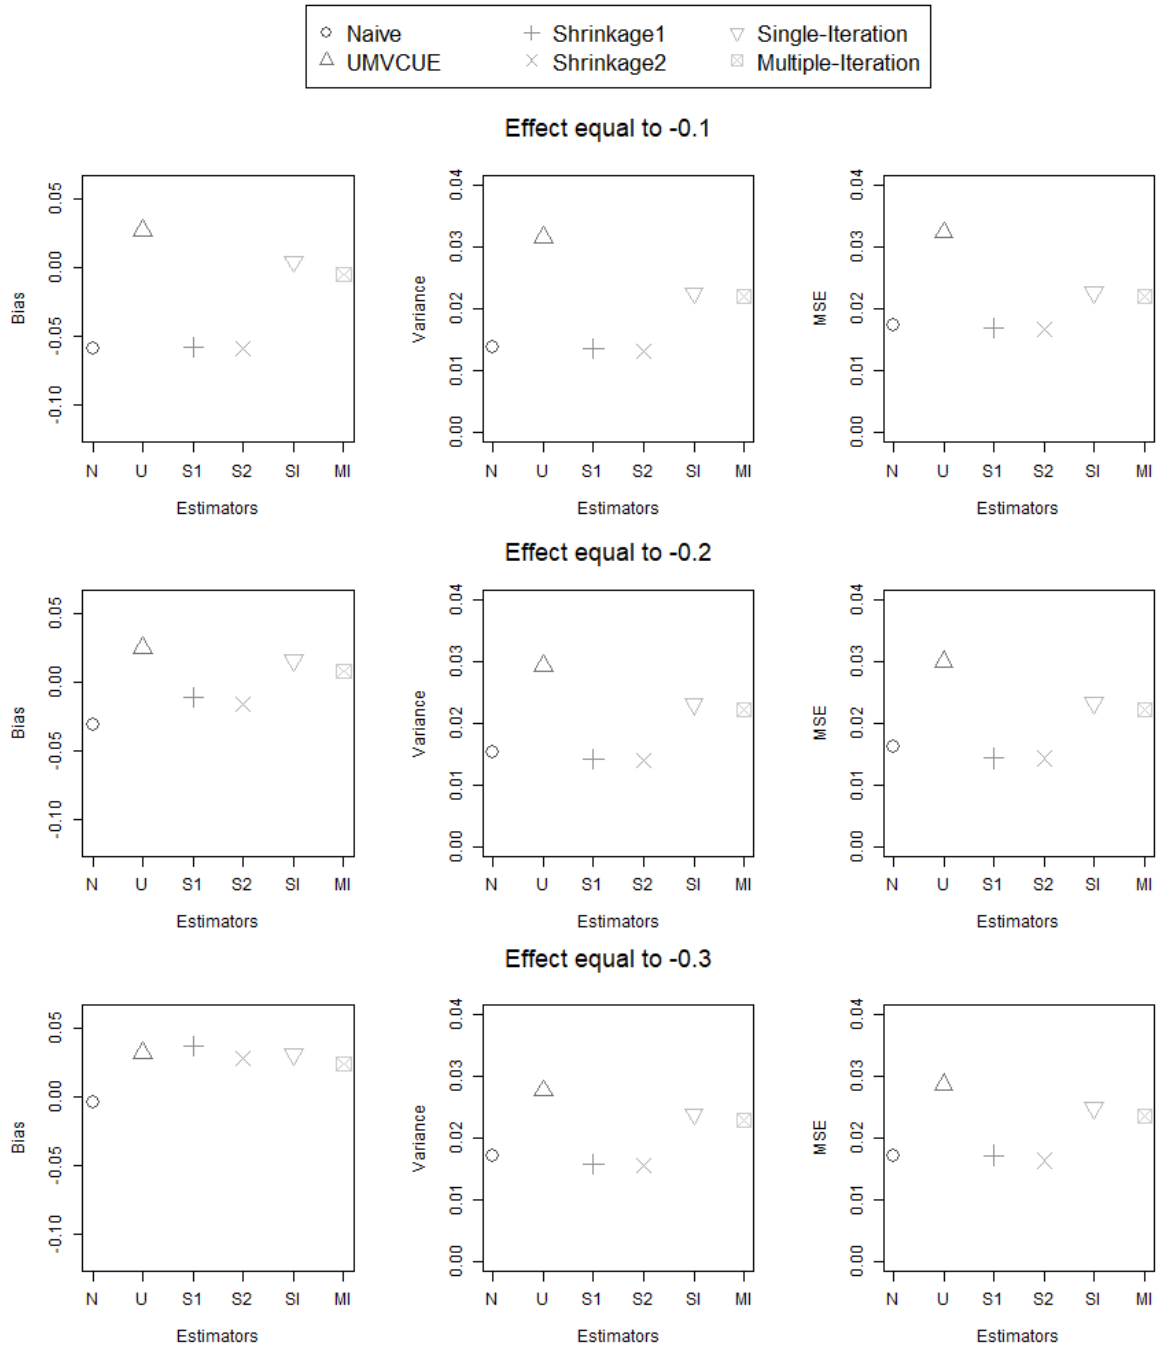 Naive Shrinkage1 Single-Iteration
UMVCUE Shrinkage2 Multiple-Iteration
Effect equal to -0.1
Bias
0.05
0.00
-0.05
-0.10
N U S1 S2 SI MI
Estimators
Variance
0.04
0.03
0.02
0.01
0.00
N U S1 S2 SI MI
Estimators
MSE
0.04
0.03
0.02
0.01
0.00
N U S1 S2 SI MI
Estimators
Effect equal to -0.2
Bias
0.05
0.00
-0.05
-0.10
N U S1 S2 SI MI
Estimators
Variance
0.04
0.03
0.02
0.01
0.00
N U S1 S2 SI MI
Estimators
MSE
0.04
0.03
0.02
0.01
0.00
N U S1 S2 SI MI
Estimators
Effect equal to -0.3
Bias
0.05
0.00
-0.05
-0.10
N U S1 S2 SI MI
Estimators
Variance
0.04
0.03
0.02
0.01
0.00
N U S1 S2 SI MI
Estimators
MSE
0.04
0.03
0.02
0.01
0.00
N U S1 S2 SI MI
Estimators